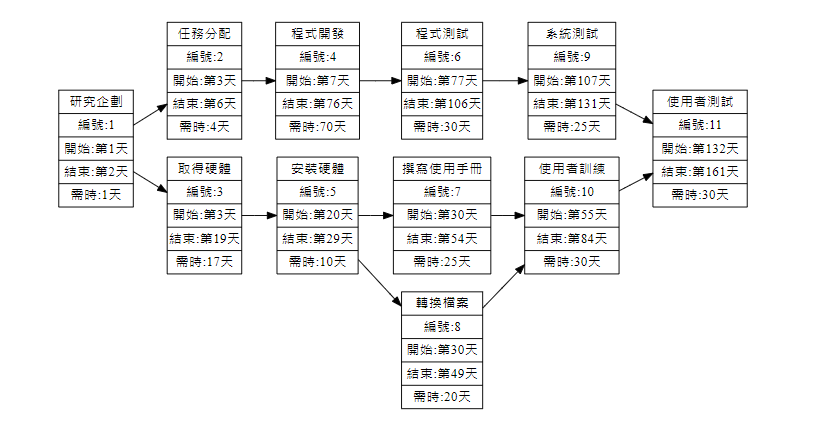 研究企劃
編號:1
開始:第1天
結束:第2天
需時:1天
任務分配
編號:2
開始:第3天
結束:第6天
需時:4天
程式開發
編號:4
開始:第7天
結束:第76天
需時:70天
程式測試
編號:6
開始:第77天
結束:第106天
需時:30天
系統測試
編號:9
開始:第107天
結束:第131天
需時:25天
取得硬體
編號:3
開始:第3天
結束:第19天
需時:17天
安裝硬體
編號:5
開始:第20天
結束:第29天
需時:10天
撰寫使用手冊
編號:7
開始:第30天
結束:第54天
需時:25天
轉換檔案
編號:8
開始:第30天
結束:第49天
需時:20天
使用者訓練
編號:10
開始:第55天
結束:第84天
需時:30天
使用者測試
編號:11
開始:第132天
結束:第161天
需時:30天